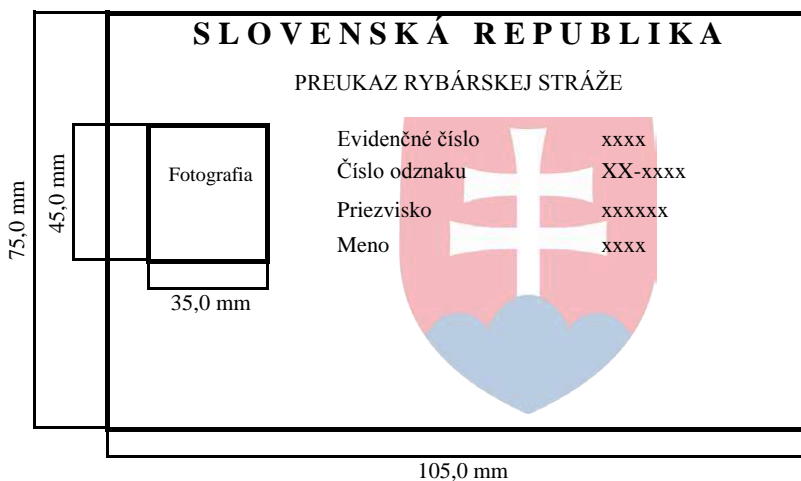 SLOVENSKÁ REPUBLIKA
PREUKAZ RYBÁRSKEJ STRÁŽE
Fotografia
Evidenčné číslo xxxx
Číslo odznaku XX-xxxx
Priezvisko xxxxxx
Meno xxxx
75,0 mm
45,0 mm
35,0 mm
105,0 mm